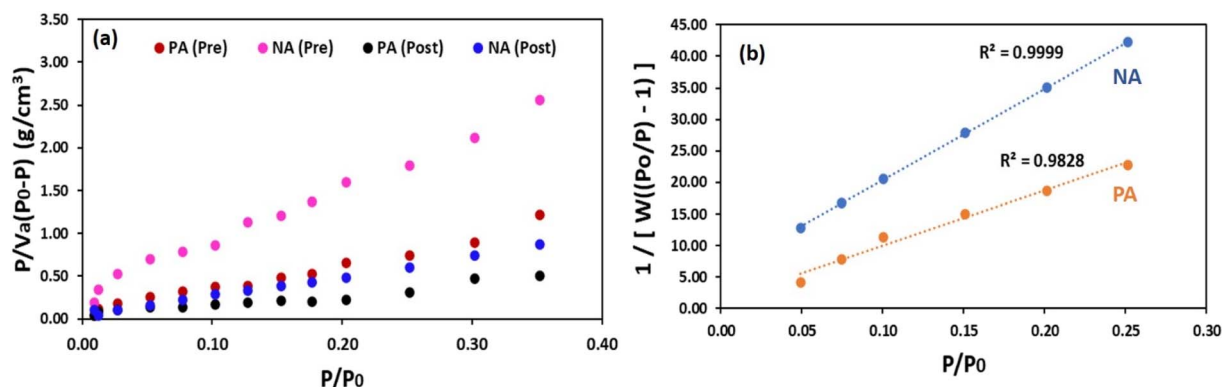 (a)
PA (Pre) NA (Pre) PA (Post) NA (Post)
P/Va(P0-P) (g/cm³)
3.50
3.00
2.50
2.00
1.50
1.00
0.50
0.00
0.00 0.10 0.20 0.30 0.40
P/P0
(b)
1 / [ W((Po/P) - 1) ]
45.00
40.00
35.00
30.00
25.00
20.00
15.00
10.00
5.00
0.00
R² = 0.9999
NA
R² = 0.9828
PA
0.00 0.05 0.10 0.15 0.20 0.25 0.30
P/P0